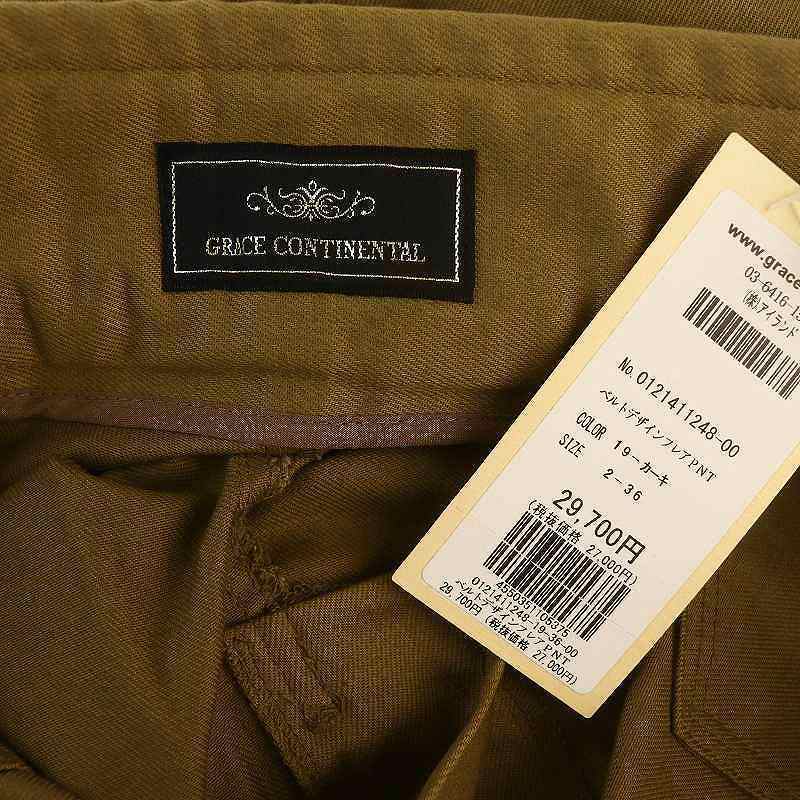 GRACE CONTINENTAL
www.grace
03-6416-1
㈱アイランド
No. 0121411248-00
ベルトデザインフレアPNT
COLOR 19-カーキ
SIZE 2-36
29,700円
(税抜価格 27,000円)
4550351105375
0121411248-19-36-00
ベルトデザインフレアPNT
29,700円 (税抜価格 27,000円)